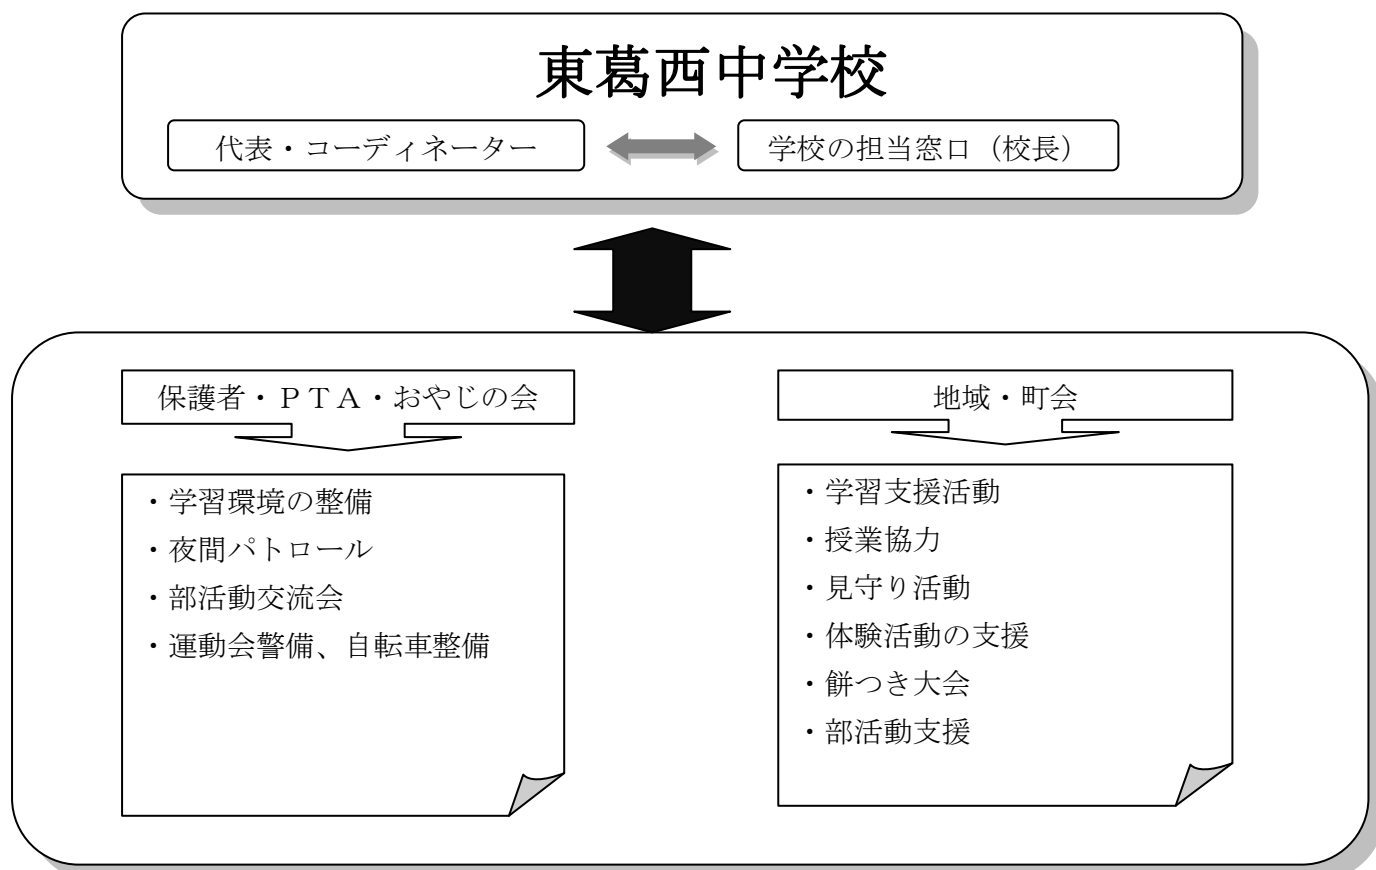 東葛西中学校
代表・コーディネーター
学校の担当窓口（校長）
保護者・ＰＴＡ・おやじの会
・学習環境の整備
・夜間パトロール
・部活動交流会
・運動会警備、自転車整備
地域・町会
・学習支援活動
・授業協力
・見守り活動
・体験活動の支援
・餅つき大会
・部活動支援